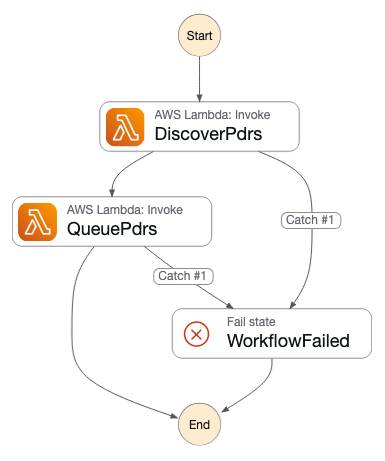 Start
AWS Lambda: Invoke
DiscoverPdrs
AWS Lambda: Invoke
QueuePdrs
Catch #1
Catch #1
Fail state
WorkflowFailed
End